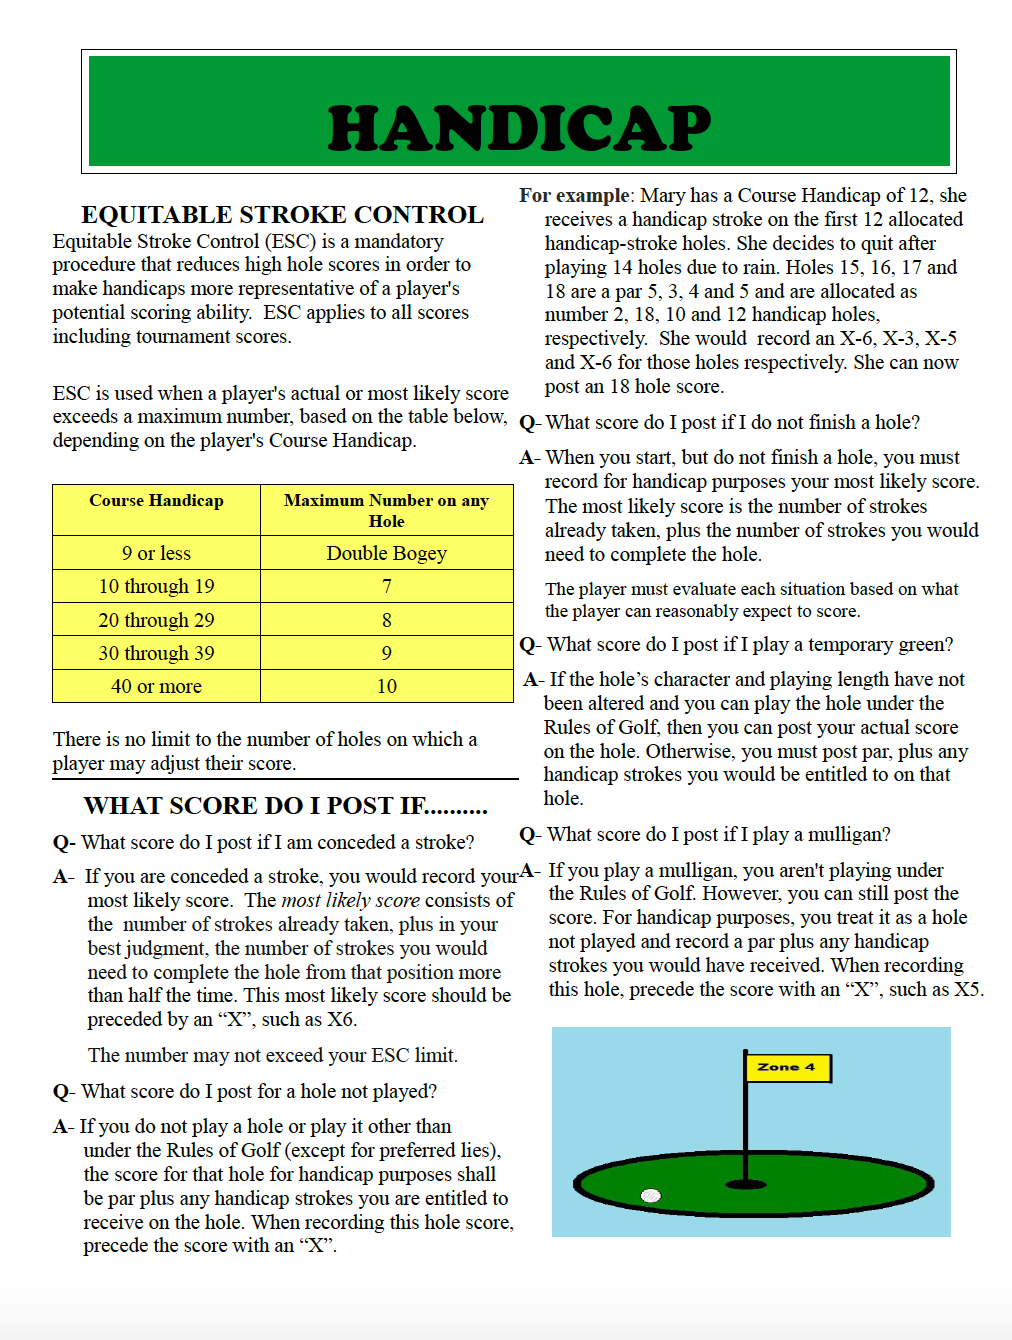 HANDICAP
EQUITABLE STROKE CONTROL
Equitable Stroke Control (ESC) is a mandatory
procedure that reduces high hole scores in order to
make handicaps more representative of a player's
potential scoring ability.  ESC applies to all scores
including tournament scores.
ESC is used when a player's actual or most likely score
exceeds a maximum number, based on the table below,
depending on the player's Course Handicap.
Course Handicap Maximum Number on any
Hole
9 or less Double Bogey
10 through 19 7
20 through 29 8
30 through 39 9
40 or more 10
There is no limit to the number of holes on which a
player may adjust their score.
WHAT SCORE DO I POST IF..........
Q- What score do I post if I am conceded a stroke?
A- If you are conceded a stroke, you would record your
most likely score.  The most likely score consists of
the  number of strokes already taken, plus in your
best judgment, the number of strokes you would
need to complete the hole from that position more
than half the time. This most likely score should be
preceded by an “X”, such as X6.
The number may not exceed your ESC limit.
Q- What score do I post for a hole not played?
A- If you do not play a hole or play it other than
under the Rules of Golf (except for preferred lies),
the score for that hole for handicap purposes shall
be par plus any handicap strokes you are entitled to
receive on the hole. When recording this hole score,
precede the score with an “X”.
For example: Mary has a Course Handicap of 12, she
receives a handicap stroke on the first 12 allocated
handicap-stroke holes. She decides to quit after
playing 14 holes due to rain. Holes 15, 16, 17 and
18 are a par 5, 3, 4 and 5 and are allocated as
number 2, 18, 10 and 12 handicap holes,
respectively.  She would  record an X-6, X-3, X-5
and X-6 for those holes respectively. She can now
post an 18 hole score.
Q- What score do I post if I do not finish a hole?
A- When you start, but do not finish a hole, you must
record for handicap purposes your most likely score.
The most likely score is the number of strokes
already taken, plus the number of strokes you would
need to complete the hole.
The player must evaluate each situation based on what
the player can reasonably expect to score.
Q- What score do I post if I play a temporary green?
A- If the hole’s character and playing length have not
been altered and you can play the hole under the
Rules of Golf, then you can post your actual score
on the hole. Otherwise, you must post par, plus any
handicap strokes you would be entitled to on that
hole.
Q- What score do I post if I play a mulligan?
A- If you play a mulligan, you aren't playing under
the Rules of Golf. However, you can still post the
score. For handicap purposes, you treat it as a hole
not played and record a par plus any handicap
strokes you would have received. When recording
this hole, precede the score with an “X”, such as X5.
Zone 4